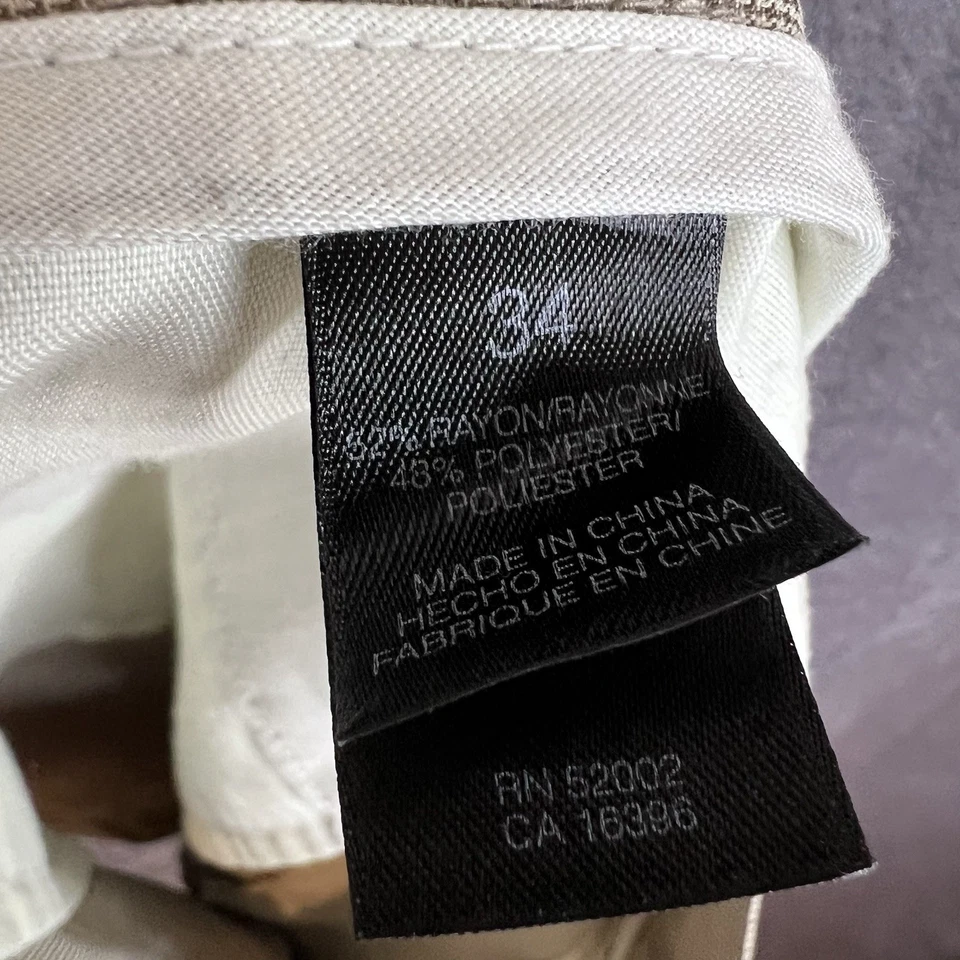 34
52% RAYON/RAYONNE
48% POLYESTER/
POLIESTER
MADE IN CHINA
HECHO EN CHINA
FABRIQUE EN CHINE
RN 52002
CA 16396